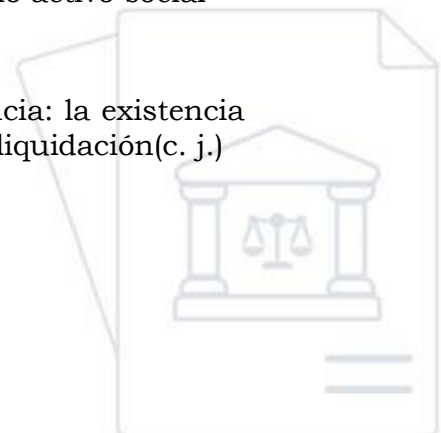 activo social
cia: la existencia
liquidación(c. j.)